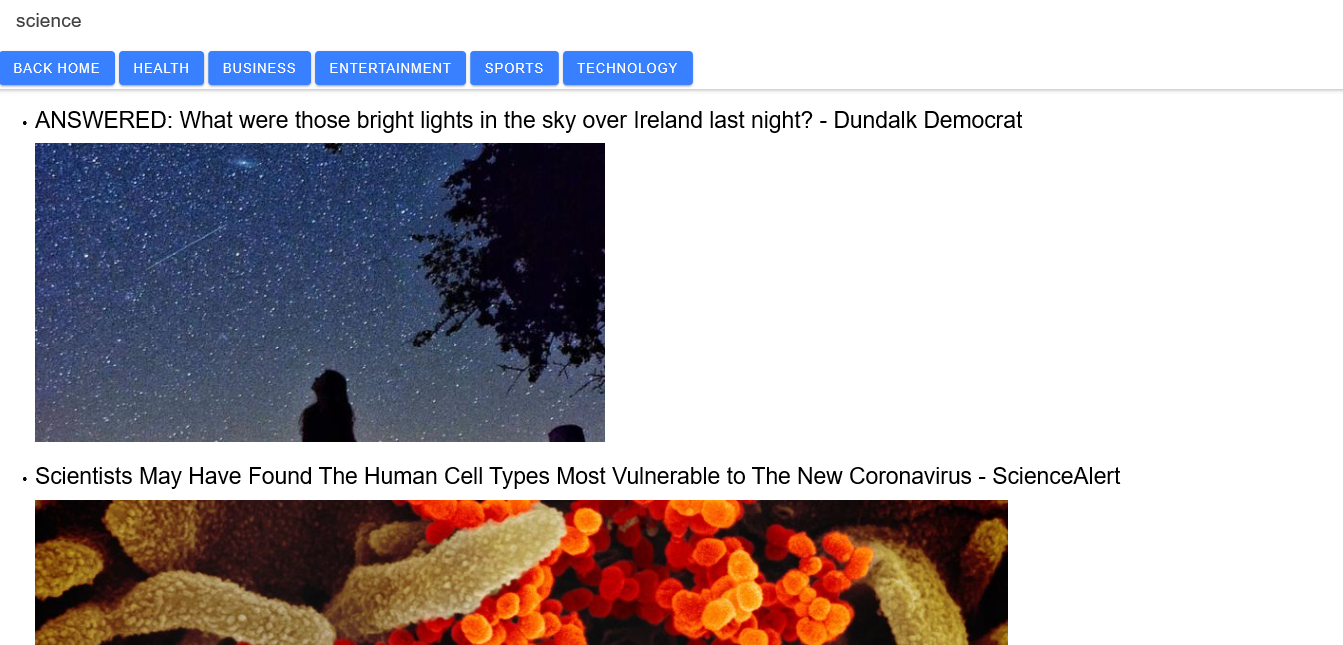 science
BACK HOME HEALTH BUSINESS ENTERTAINMENT SPORTS TECHNOLOGY
ANSWERED: What were those bright lights in the sky over Ireland last night? - Dundalk Democrat
Scientists May Have Found The Human Cell Types Most Vulnerable to The New Coronavirus - ScienceAlert